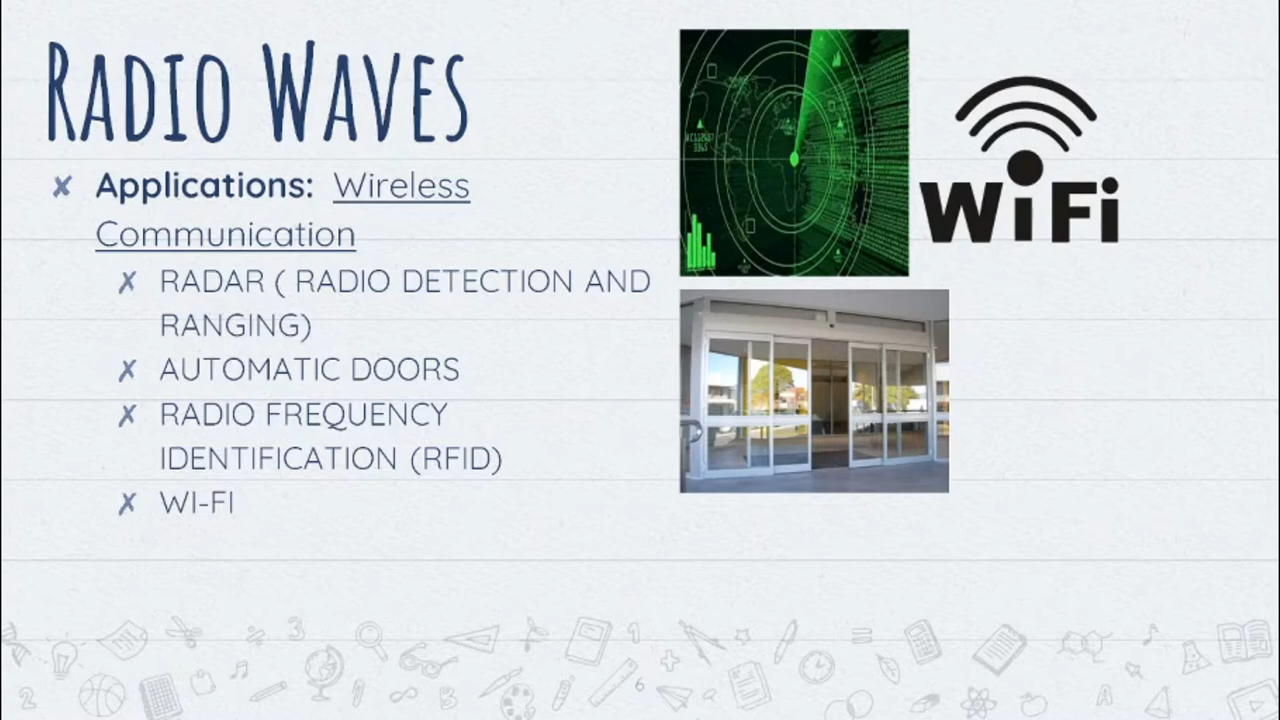 RADIO WAVES
✗ Applications: Wireless
Communication
✗ RADAR ( RADIO DETECTION AND
RANGING)
✗ AUTOMATIC DOORS
✗ RADIO FREQUENCY
IDENTIFICATION (RFID)
✗ WI-FI
WiFi
6